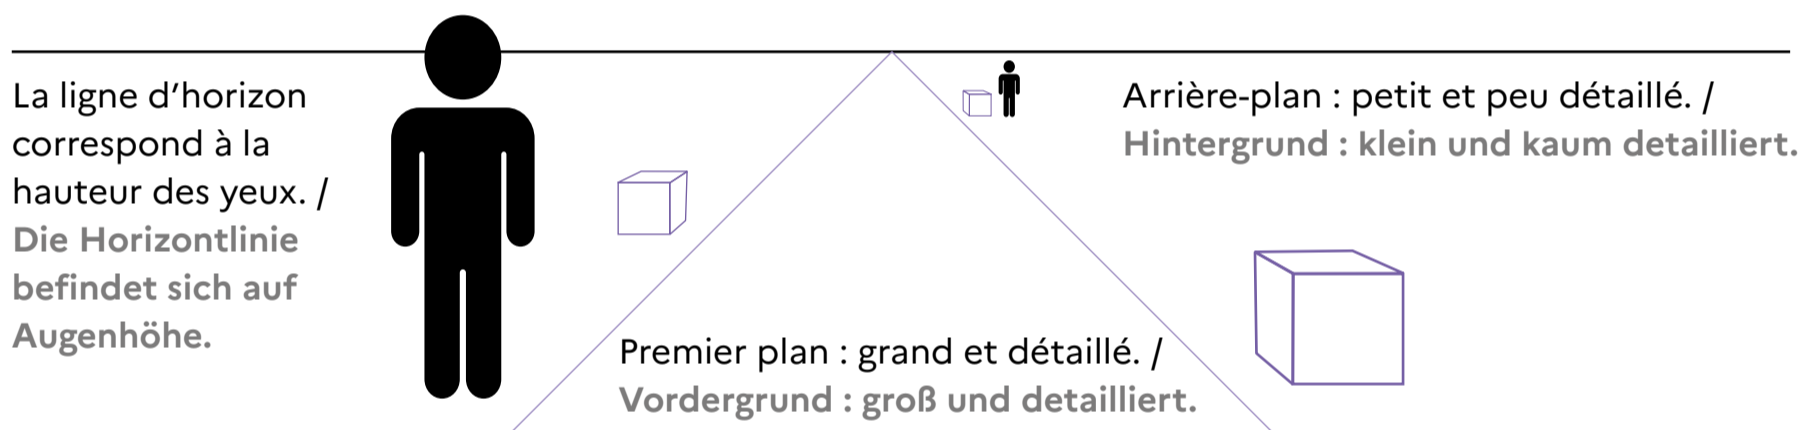 La ligne d’horizon
correspond à la
hauteur des yeux. /
Die Horizontlinie
befindet sich auf
Augenhöhe.
Arrière-plan : petit et peu détaillé. /
Hintergrund : klein und kaum detailliert.
Premier plan : grand et détaillé. /
Vordergrund : groß und detailliert.